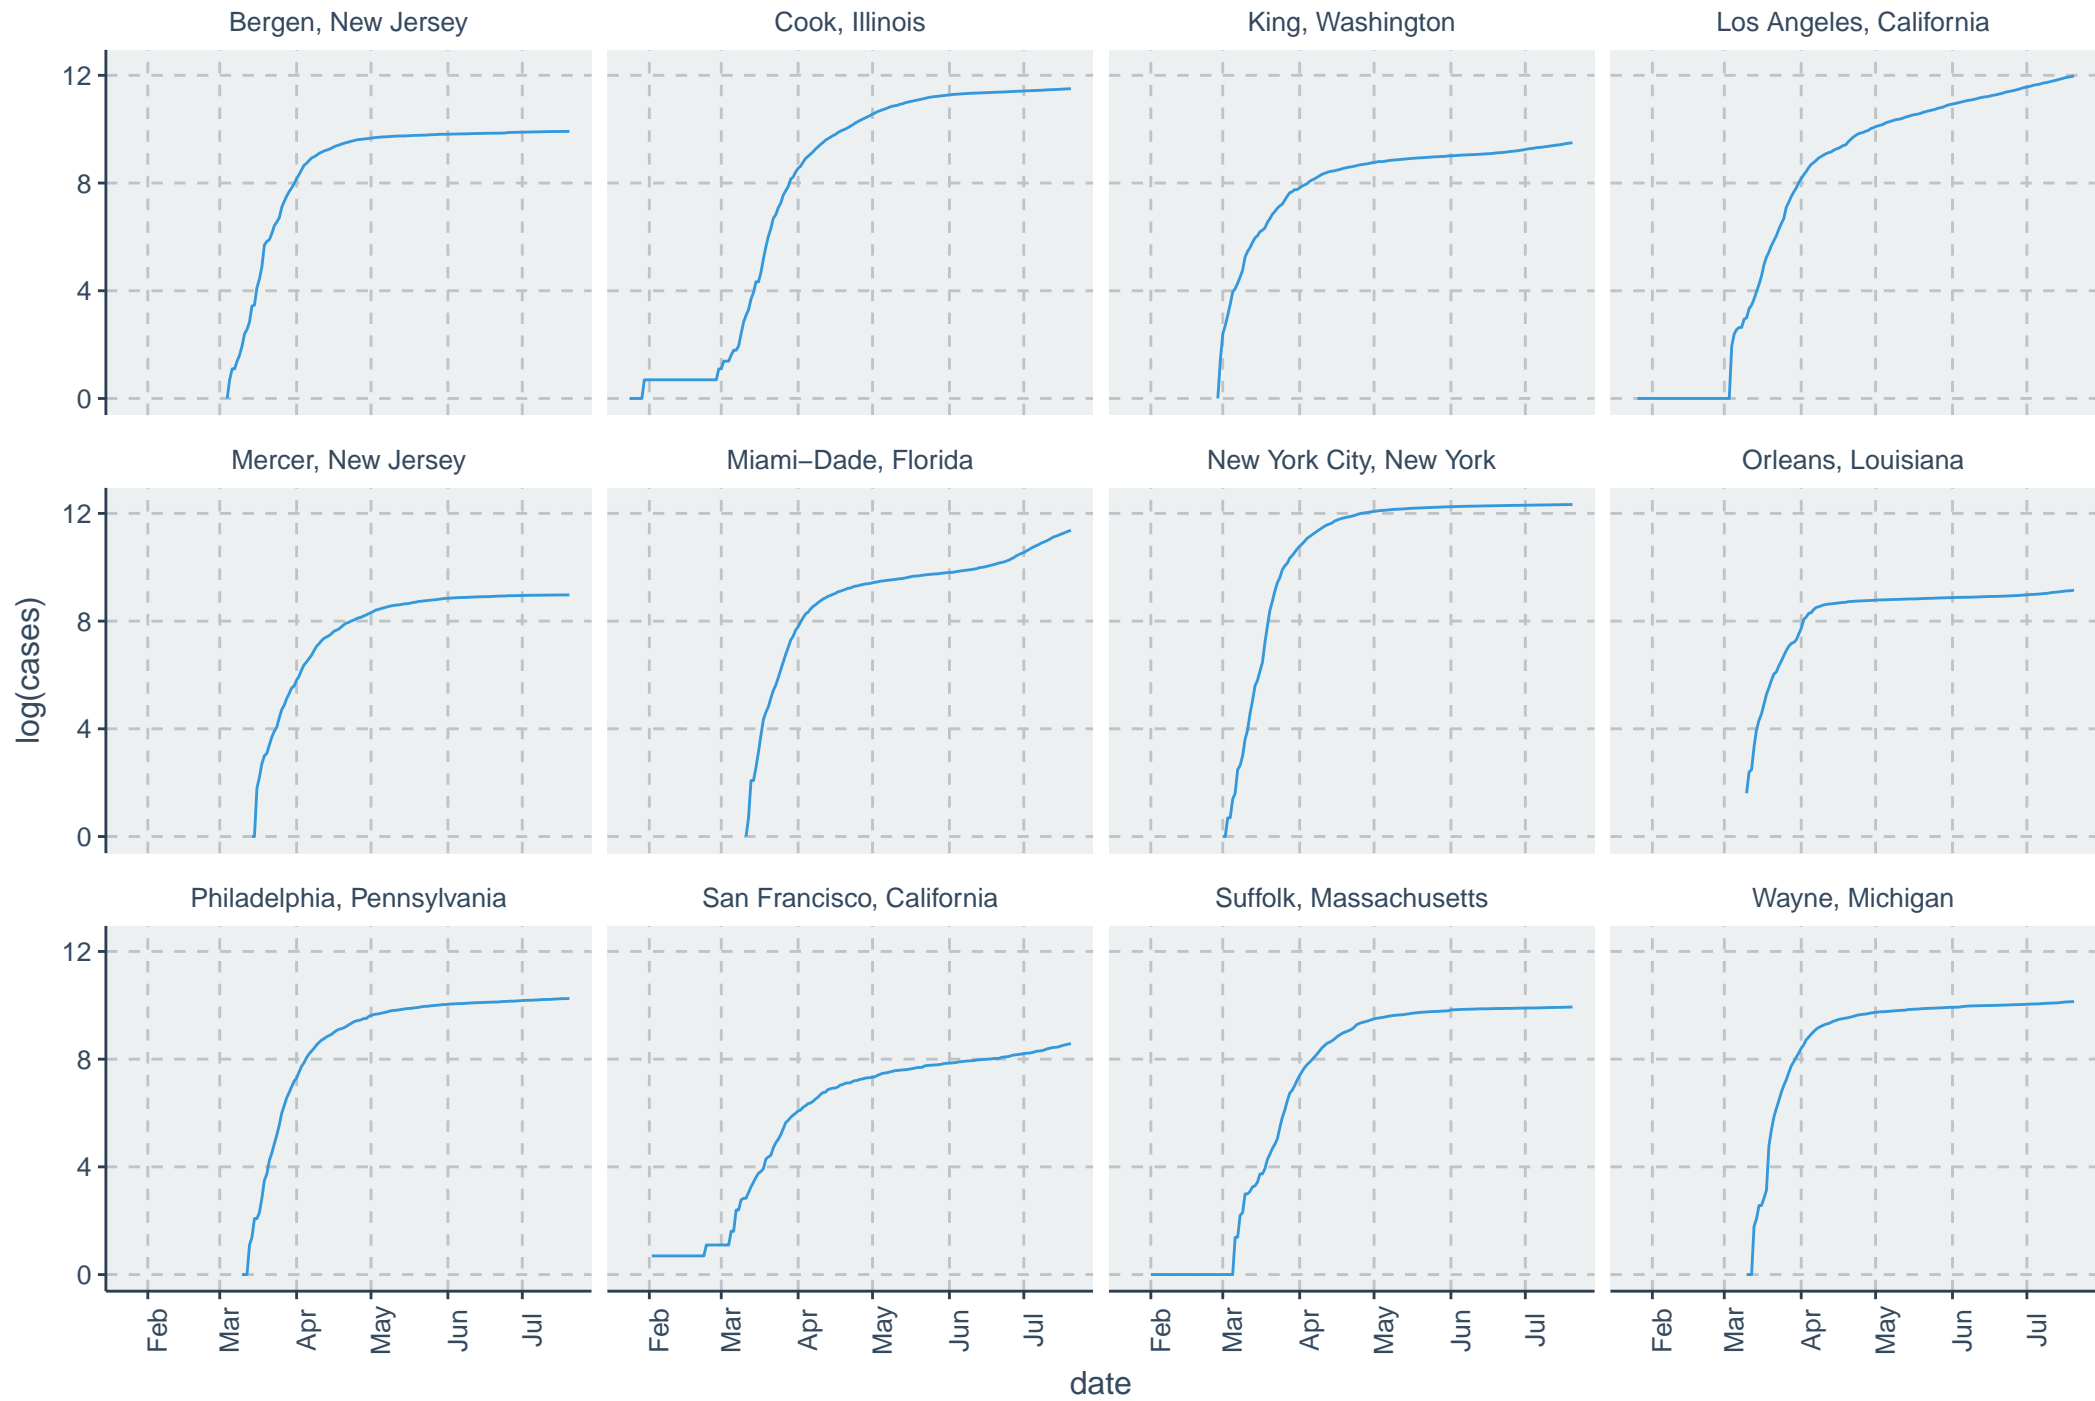 Bergen, New Jersey
Cook, Illinois
King, Washington
Los Angeles, California
12
8
4
0
Mercer, New Jersey
Miami−Dade, Florida
New York City, New York
Orleans, Louisiana
12
8
4
0
log(cases)
Philadelphia, Pennsylvania
San Francisco, California
Suffolk, Massachusetts
Wayne, Michigan
12
8
4
0
Feb Mar Apr May Jun Jul
Feb Mar Apr May Jun Jul
Feb Mar Apr May Jun Jul
Feb Mar Apr May Jun Jul
date